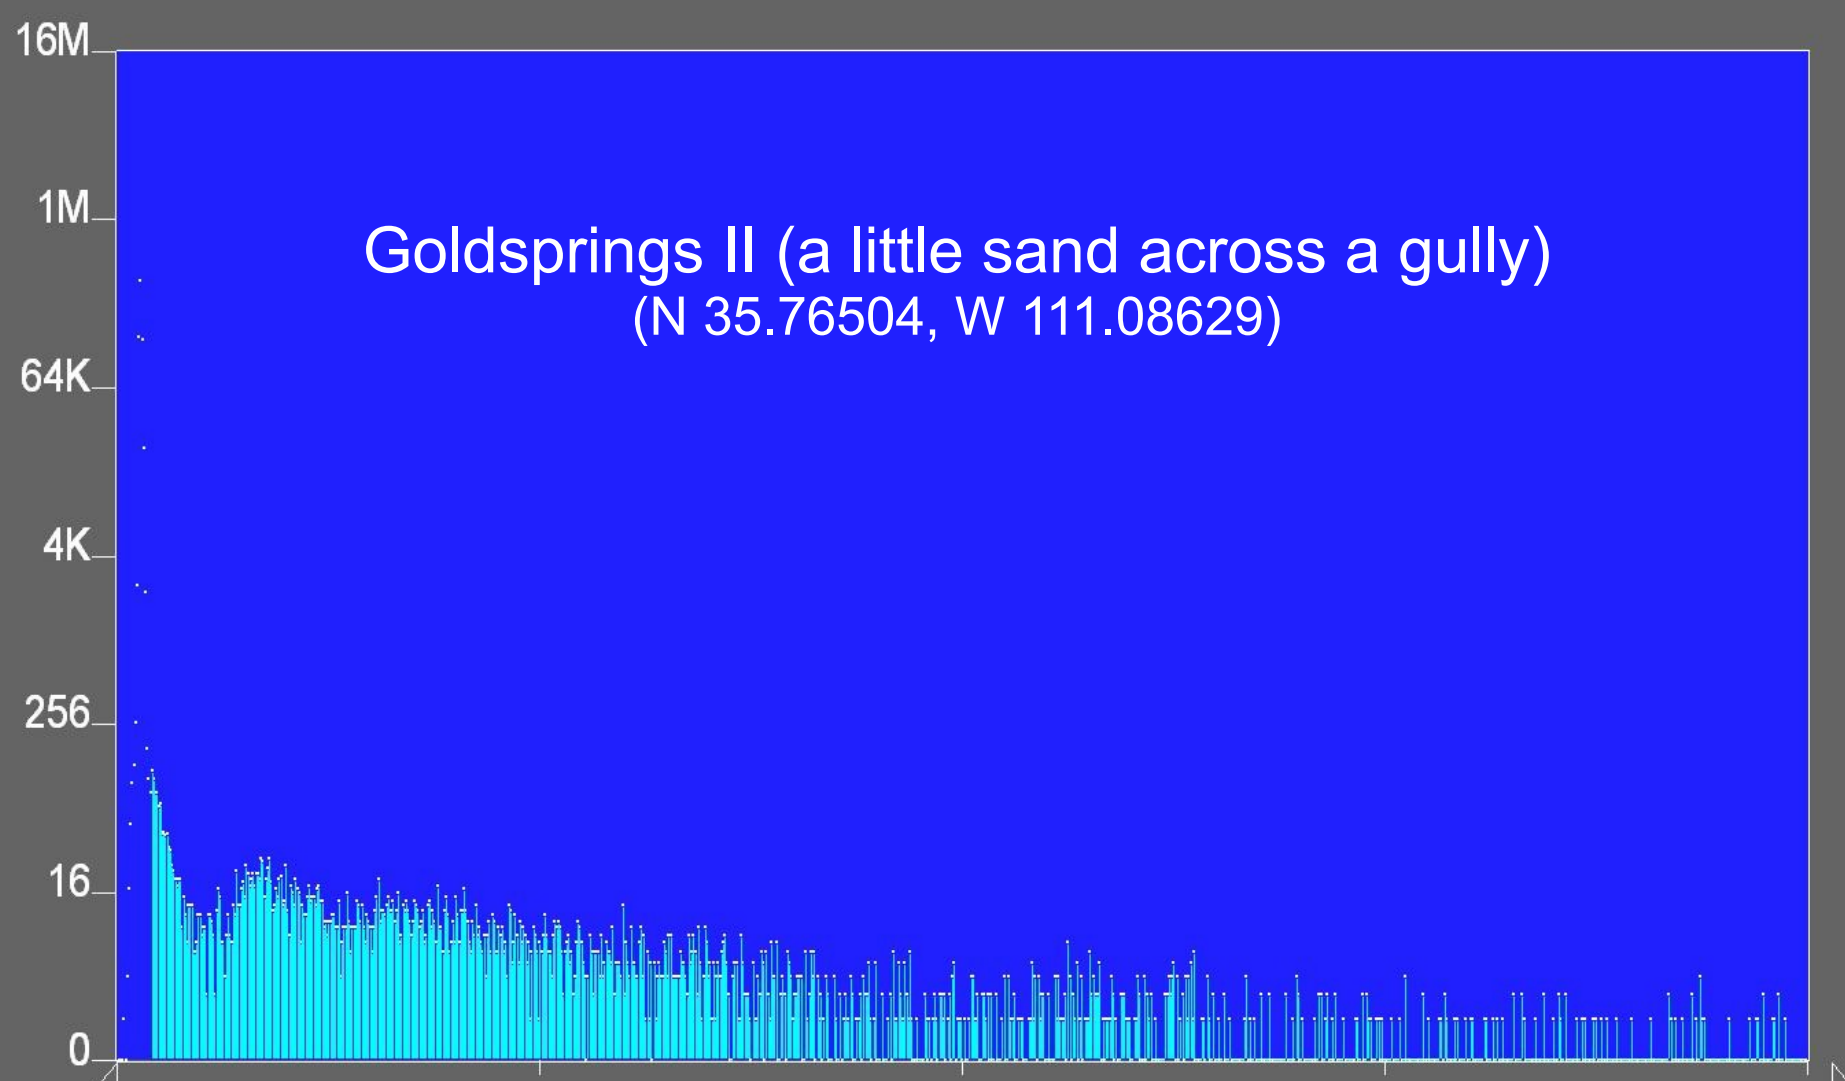 16M
1M
Goldsprings II (a little sand across a gully)
(N 35.76504, W 111.08629)
64K
4K
256
16
0